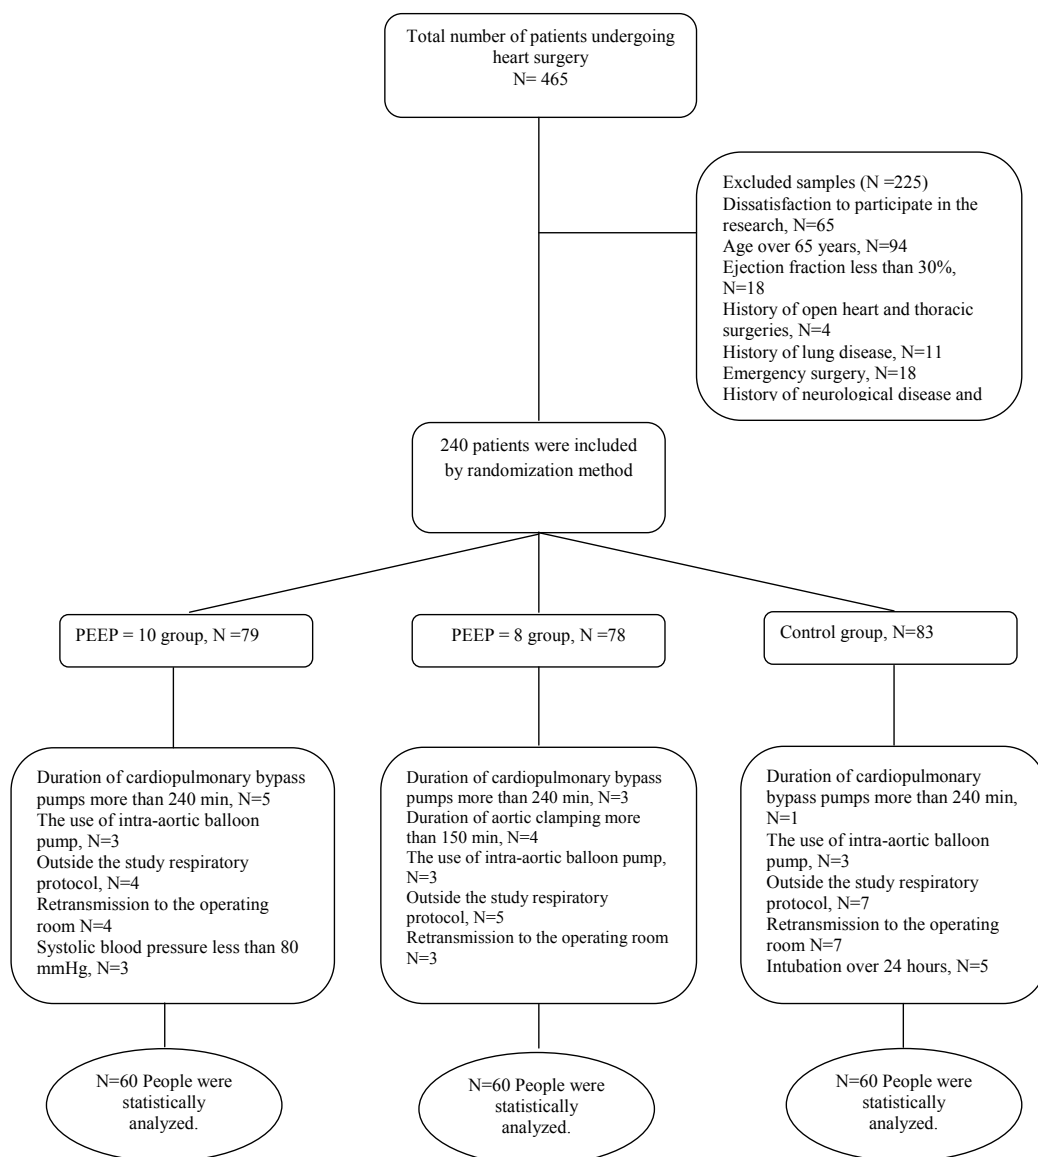 Total number of patients undergoing
heart surgery
N= 465
Excluded samples (N =225)
Dissatisfaction to participate in the
research, N=65
Age over 65 years, N=94
Ejection fraction less than 30%,
N=18
History of open heart and thoracic
surgeries, N=4
History of lung disease, N=11
Emergency surgery, N=18
History of neurological disease and
240 patients were included
by randomization method
PEEP = 10 group, N =79
PEEP = 8 group, N =78
Control group, N=83
Duration of cardiopulmonary bypass
pumps more than 240 min, N=5
The use of intra-aortic balloon
pump, N=3
Outside the study respiratory
protocol, N=4
Retransmission to the operating
room N=4
Systolic blood pressure less than 80
mmHg, N=3
Duration of cardiopulmonary bypass
pumps more than 240 min, N=3
Duration of aortic clamping more
than 150 min, N=4
The use of intra-aortic balloon pump,
N=3
Outside the study respiratory
protocol, N=5
Retransmission to the operating room
N=3
Duration of cardiopulmonary
bypass pumps more than 240 min,
N=1
The use of intra-aortic balloon
pump, N=3
Outside the study respiratory
protocol, N=7
Retransmission to the operating
room N=7
Intubation over 24 hours, N=5
N=60 People were
statistically
analyzed.
N=60 People were
statistically
analyzed.
N=60 People were
statistically
analyzed.